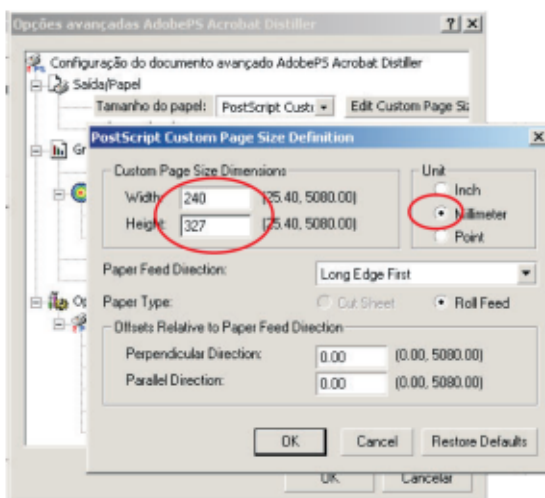 Opções avançadas AdobePS Acrobat Distiller
Configuração do documento avançado AdobePS Acrobat Distiller
Saída/Papel
Tamanho do papel: PostScript Custo Edit Custom Page Siz
PostScript Custom Page Size Definition
Gr
Custom Page Size Dimensions
Unit
Width: 240 (25.40, 5080.00)
Inch
Millimeter
Height: 327 (25.40, 5080.00)
Point
Paper Feed Direction: Long Edge First
Op
Paper Type: Cut Sheet Roll Feed
Offsets Relative to Paper Feed Direction
Perpendicular Direction: 0.00 (0.00, 5080.00)
Parallel Direction: 0.00 (0.00, 5080.00)
OK Cancel Restore Defaults
OK Cancelar